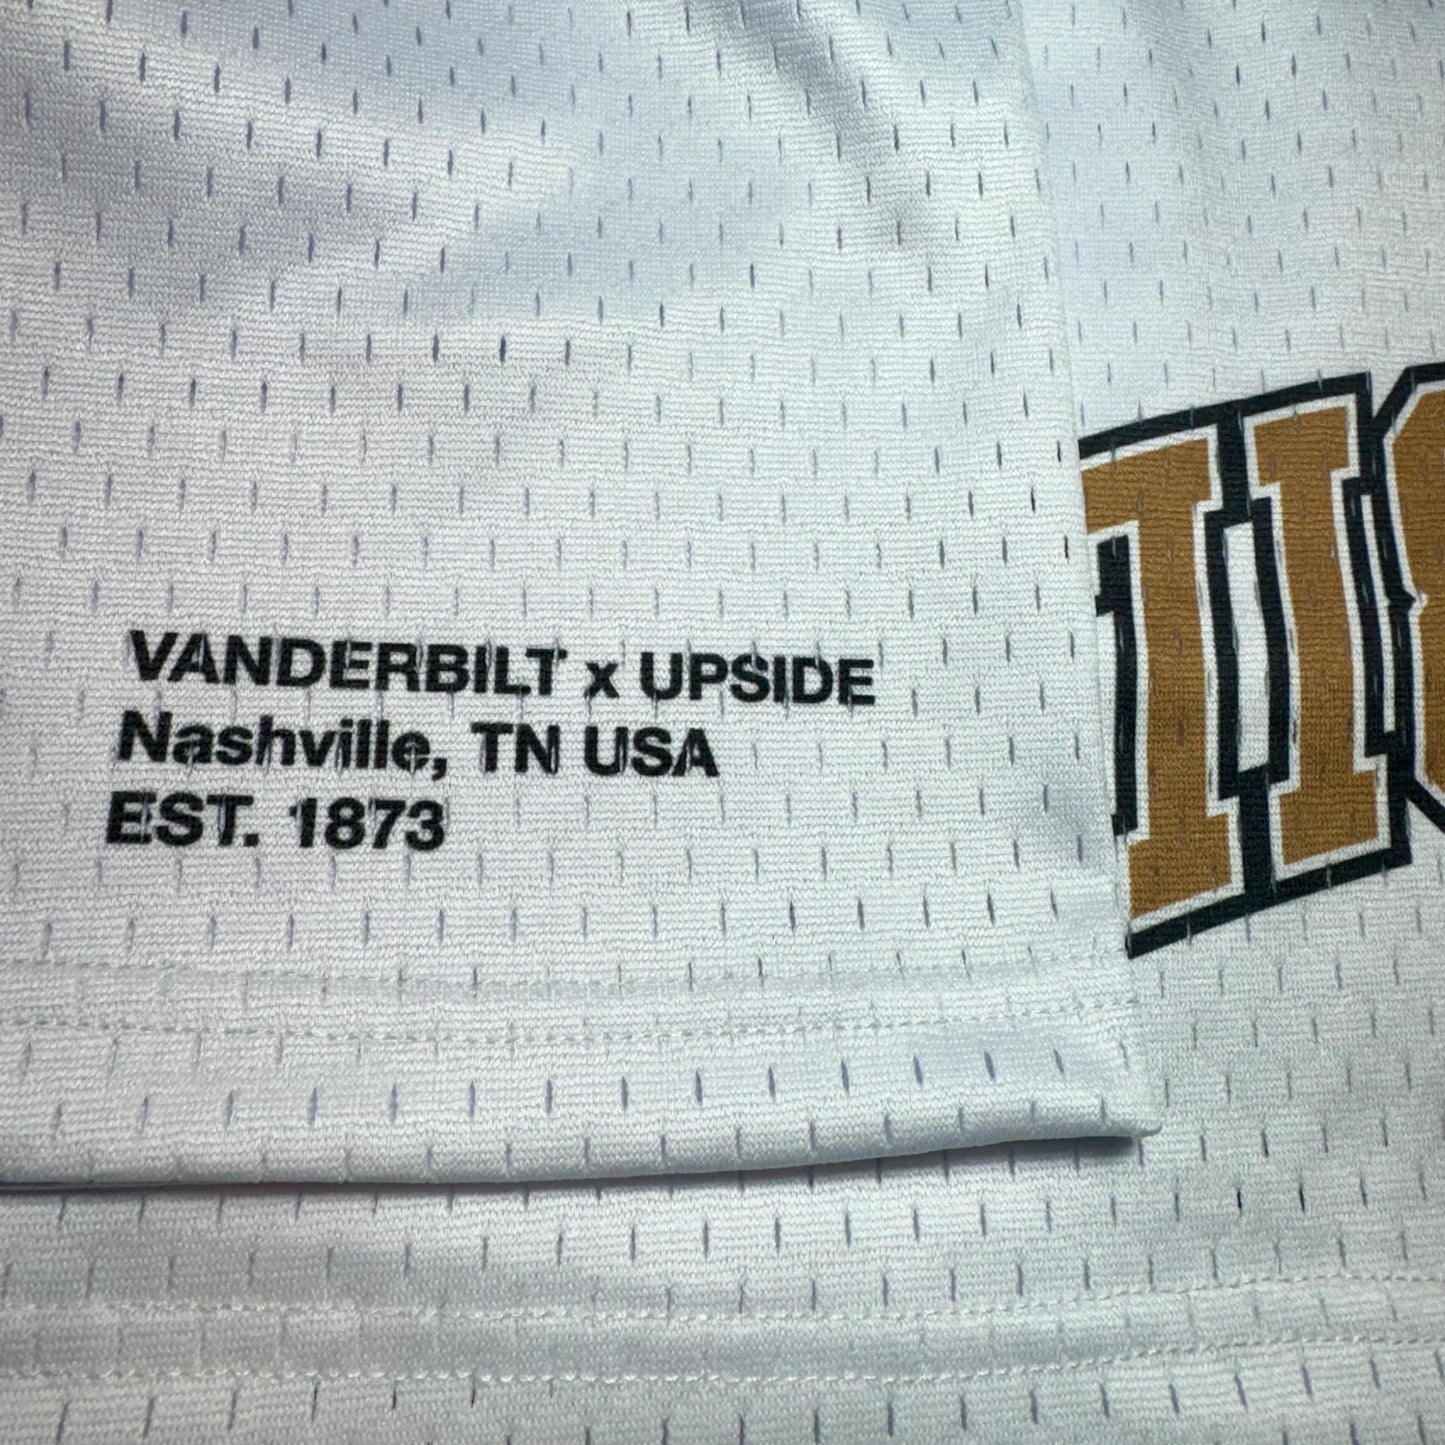 VANDERBILT x UPSIDE
Nashville, TN USA
EST. 1873